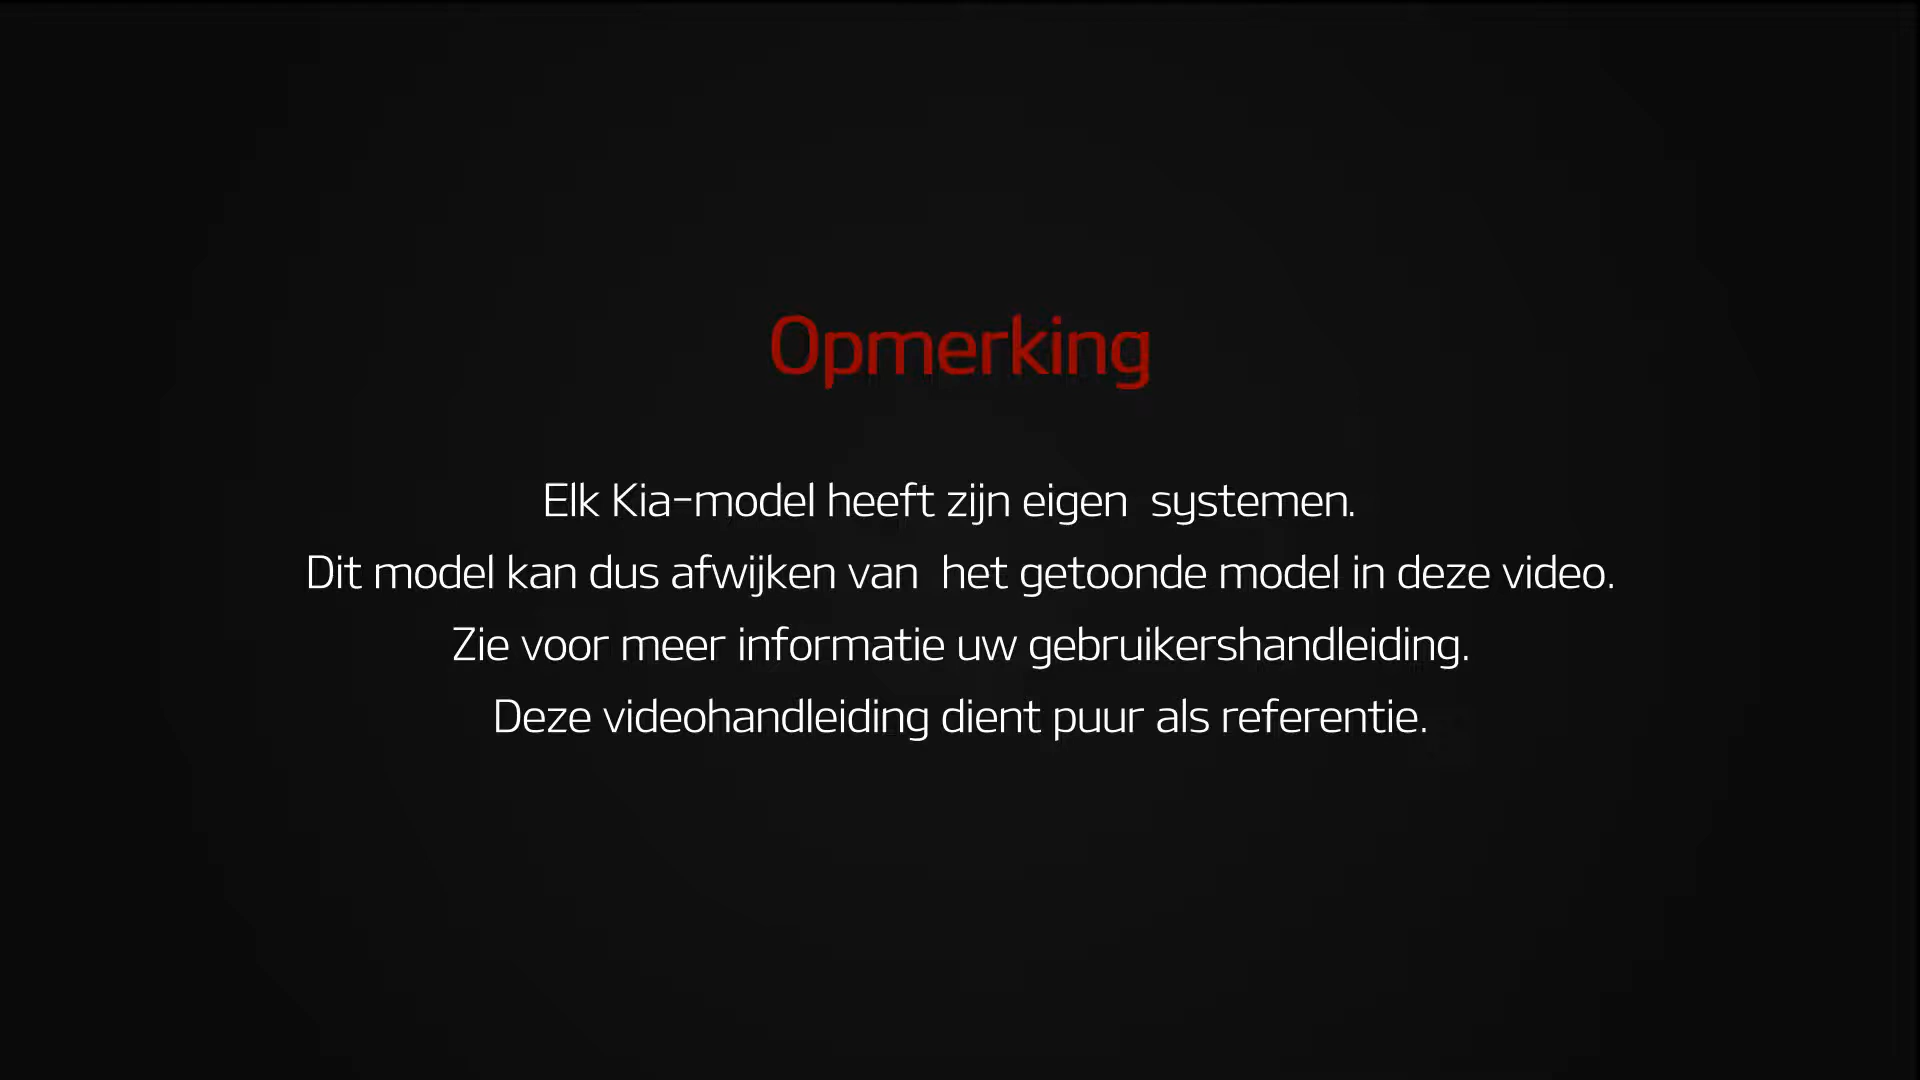 Opmerking
Elk Kia-model heeft zijn eigen  systemen.
Dit model kan dus afwijken van  het getoonde model in deze video.
Zie voor meer informatie uw gebruikershandleiding.
Deze videohandleiding dient puur als referentie.